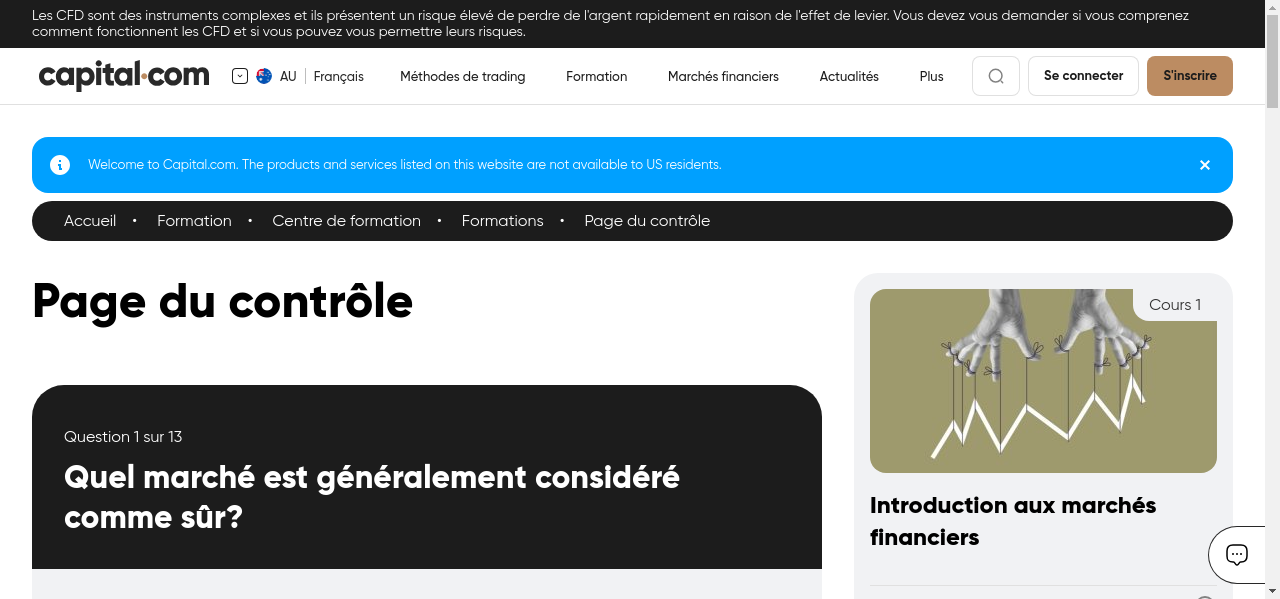 Les CFD sont des instruments complexes et ils présentent un risque élevé de perdre de l'argent rapidement en raison de l'effet de levier. Vous devez vous demander si vous comprenez
comment fonctionnent les CFD et si vous pouvez vous permettre leurs risques.
capital.com
AU
Français
Méthodes de trading
Formation
Marchés financiers
Actualités
Plus
Se connecter
S'inscrire
Welcome to Capital.com. The products and services listed on this website are not available to US residents.
Accueil • Formation • Centre de formation • Formations • Page du contrôle
Page du contrôle
Question 1 sur 13
Quel marché est généralement considéré
comme sûr?
Cours 1
Introduction aux marchés
financiers